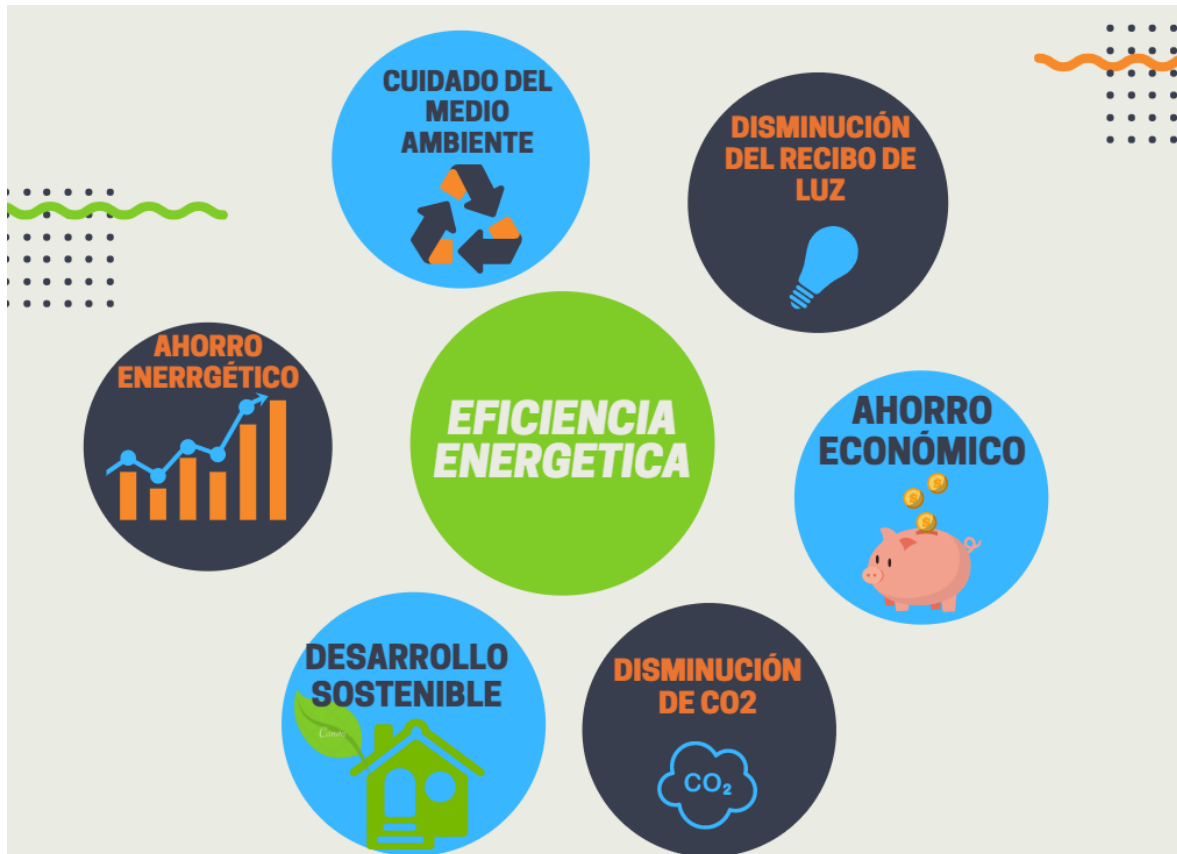 CUIDADO DEL
MEDIO
AMBIENTE
DISMINUCIÓN
DEL RECIBO DE
LUZ
AHORRO
ENERRGÉTICO
EFICIENCIA
ENERGETICA
AHORRO
ECONÓMICO
DESARROLLO
SOSTENIBLE
Canva
DISMINUCIÓN
DE CO2
CO₂